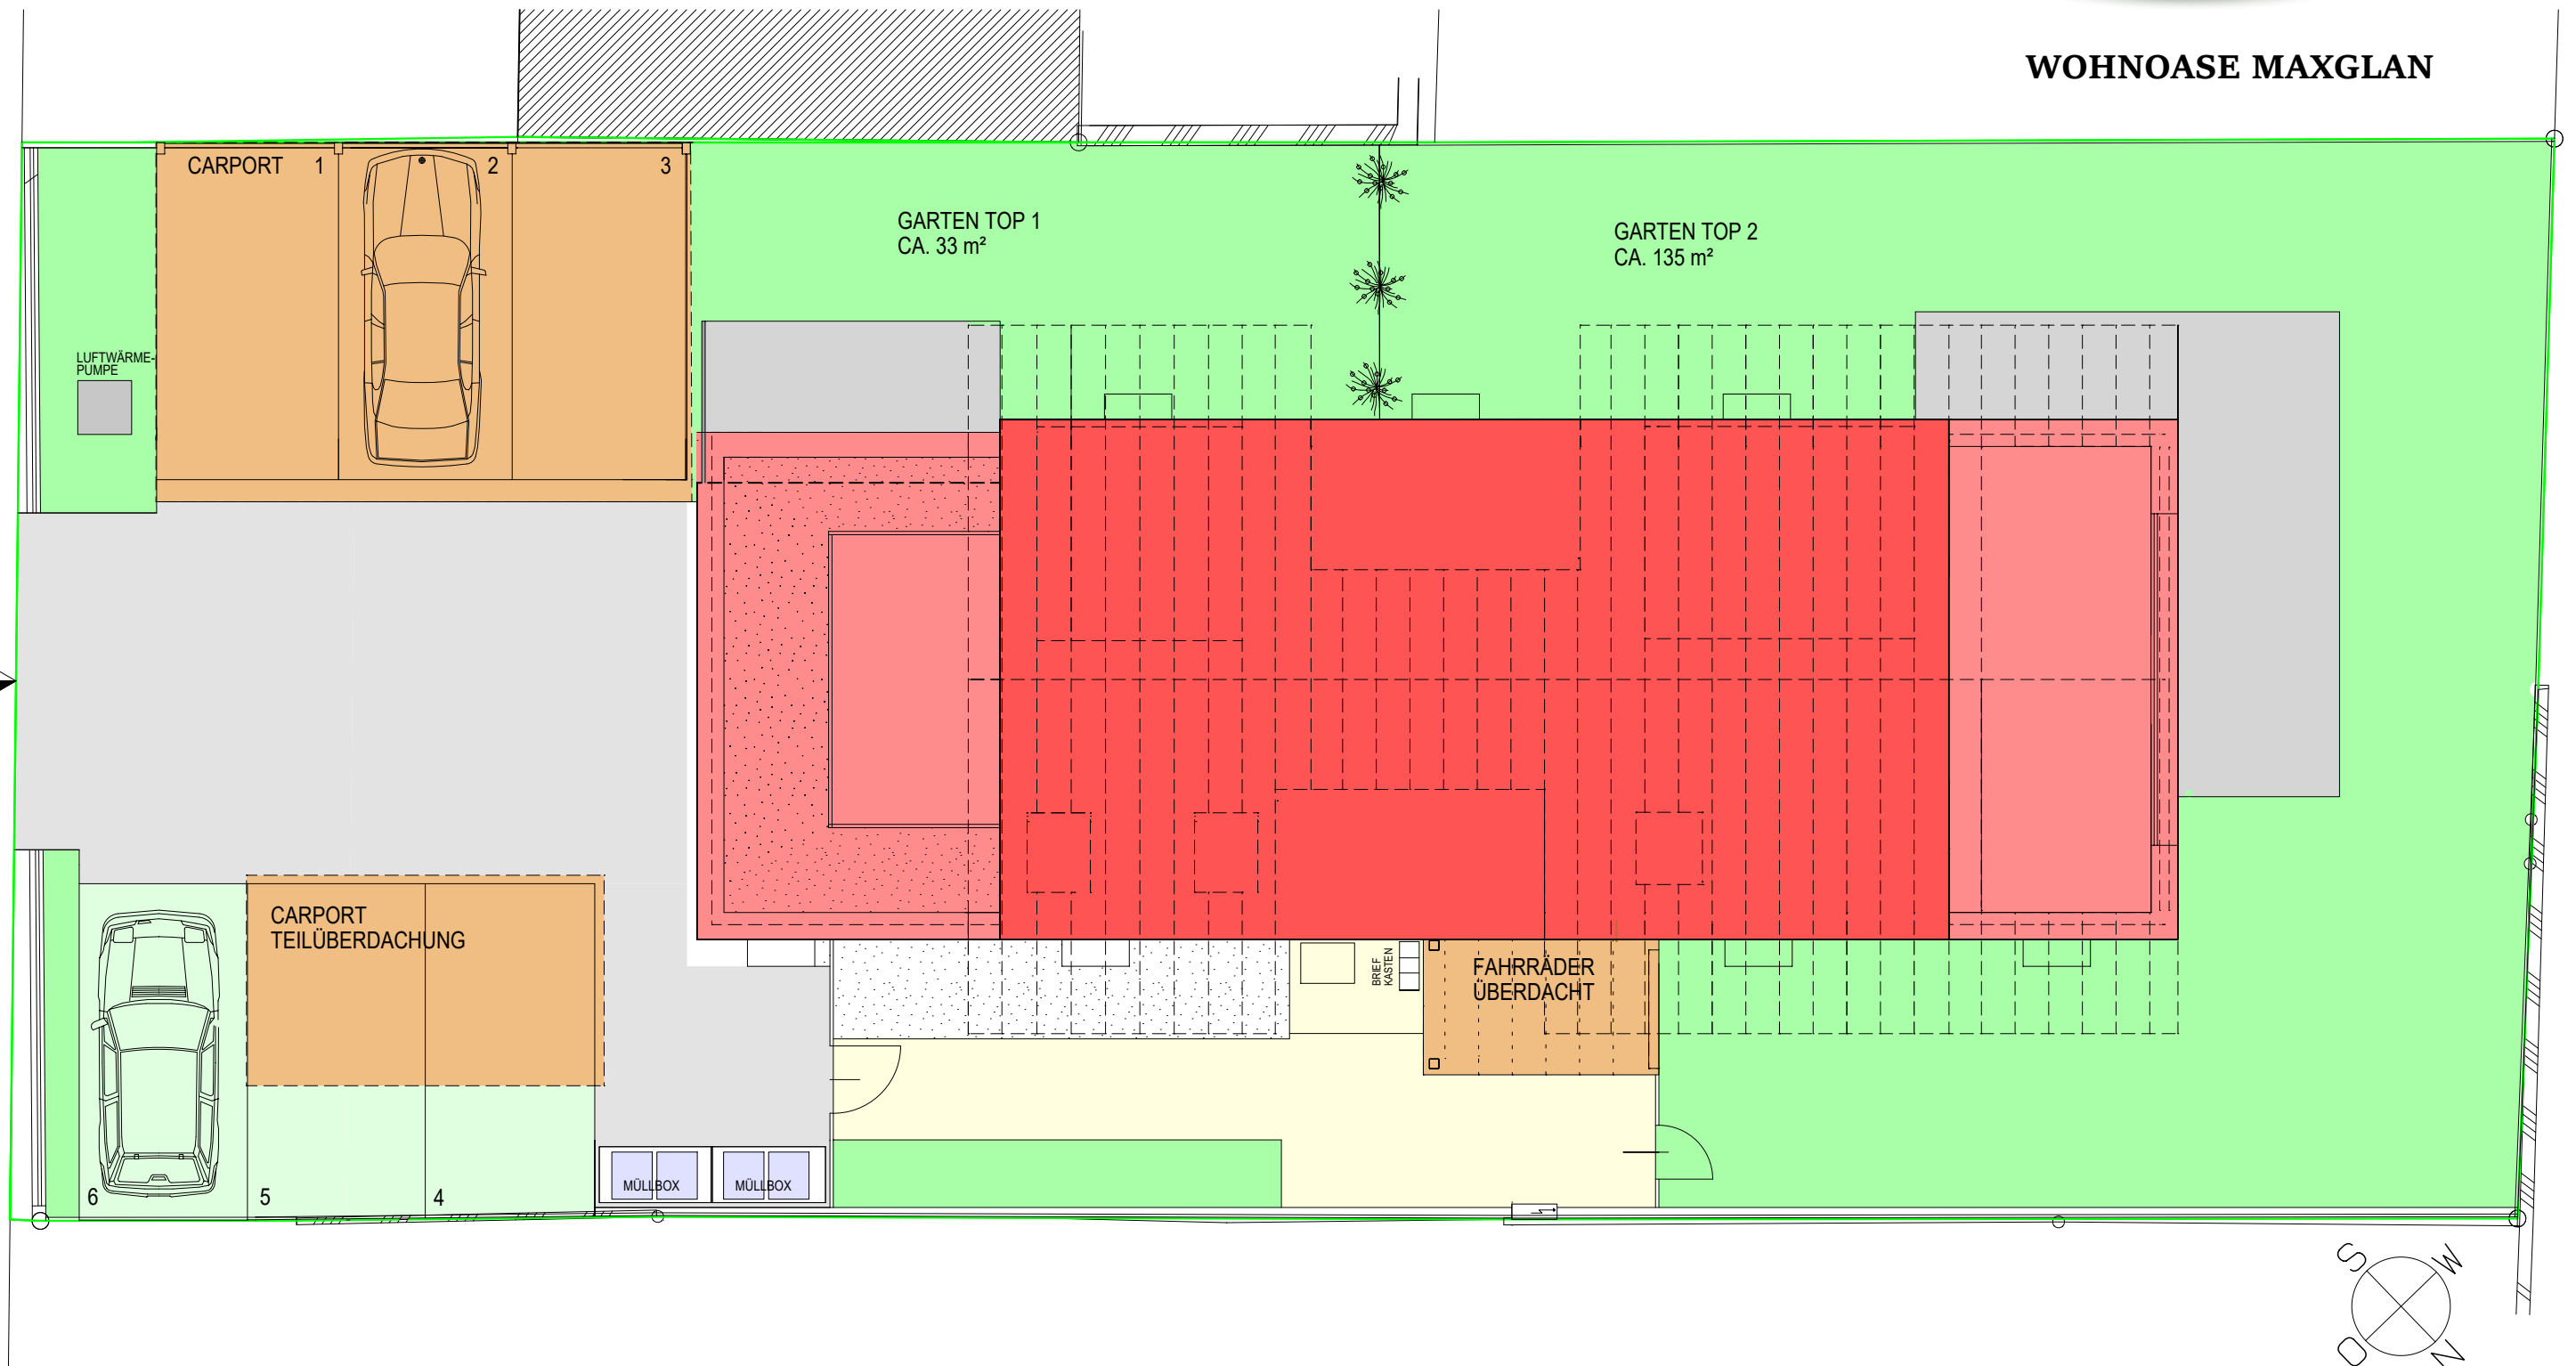 WOHNOASE MAXGLAN
CARPORT 1
2
3
GARTEN TOP 1
CA. 33 m²
GARTEN TOP 2
CA. 135 m²
LUFTWÄRME-
PUMPE
CARPORT
TEILÜBERDACHUNG
BRIEF
KASTEN
FAHRRÄDER
ÜBERDACHT
6
5
4
MÜLLBOX
MÜLLBOX
S
W
O
N